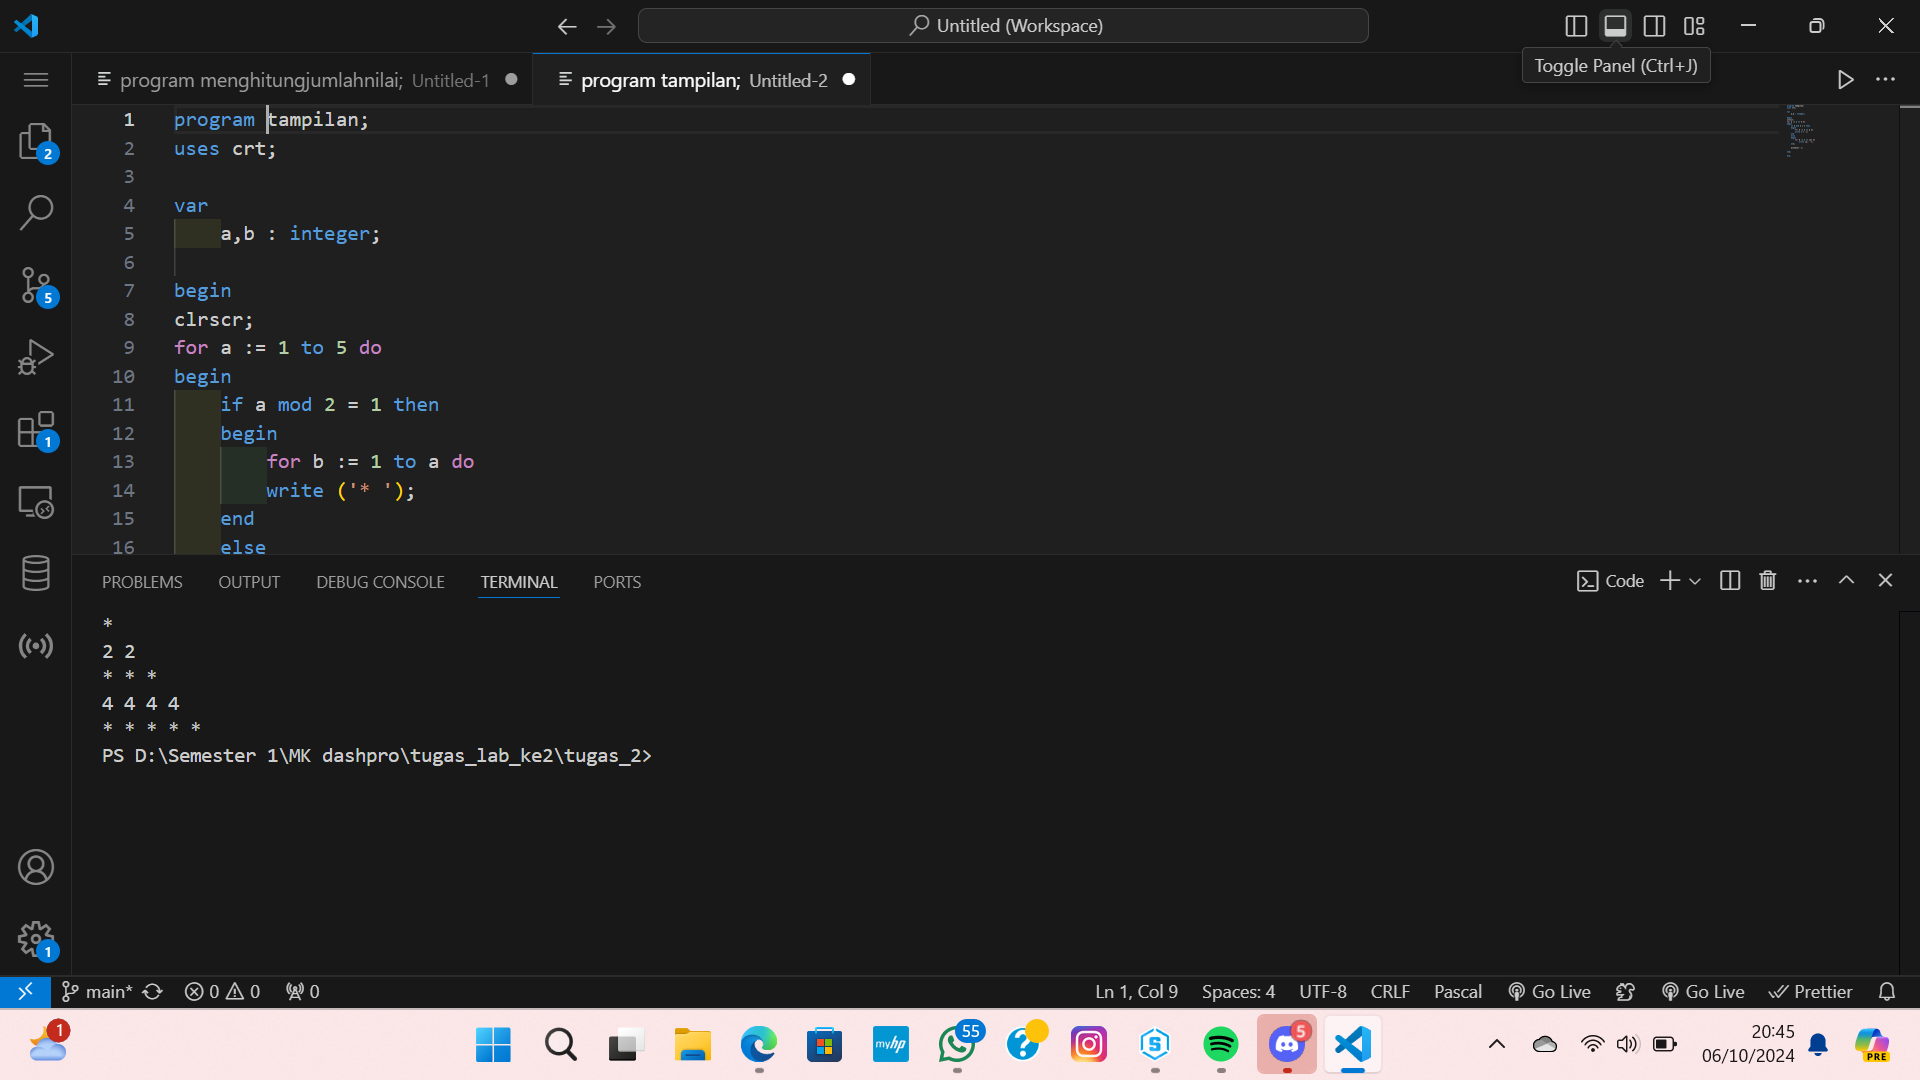 Untitled (Workspace)
Toggle Panel (Ctrl+J)
program menghitungjumlahnilai; Untitled-1
program tampilan; Untitled-2
1 program tampilan;
2 uses crt;
3
4 var
5 a,b : integer;
6
7 begin
8 clrscr;
9 for a := 1 to 5 do
10 begin
11 if a mod 2 = 1 then
12 begin
13 for b := 1 to a do
14 write ('* ');
15 end
16 else
2
5
1
1
PROBLEMS OUTPUT DEBUG CONSOLE TERMINAL PORTS
Code
*
2 2
* * *
4 4 4 4
* * * * *
PS D:\Semester 1\MK dashpro\tugas_lab_ke2\tugas_2>
main* 0 0 0
Ln 1, Col 9 Spaces: 4 UTF-8 CRLF Pascal Go Live Go Live Prettier
1
myhp
55
5
20:45
06/10/2024
PRE